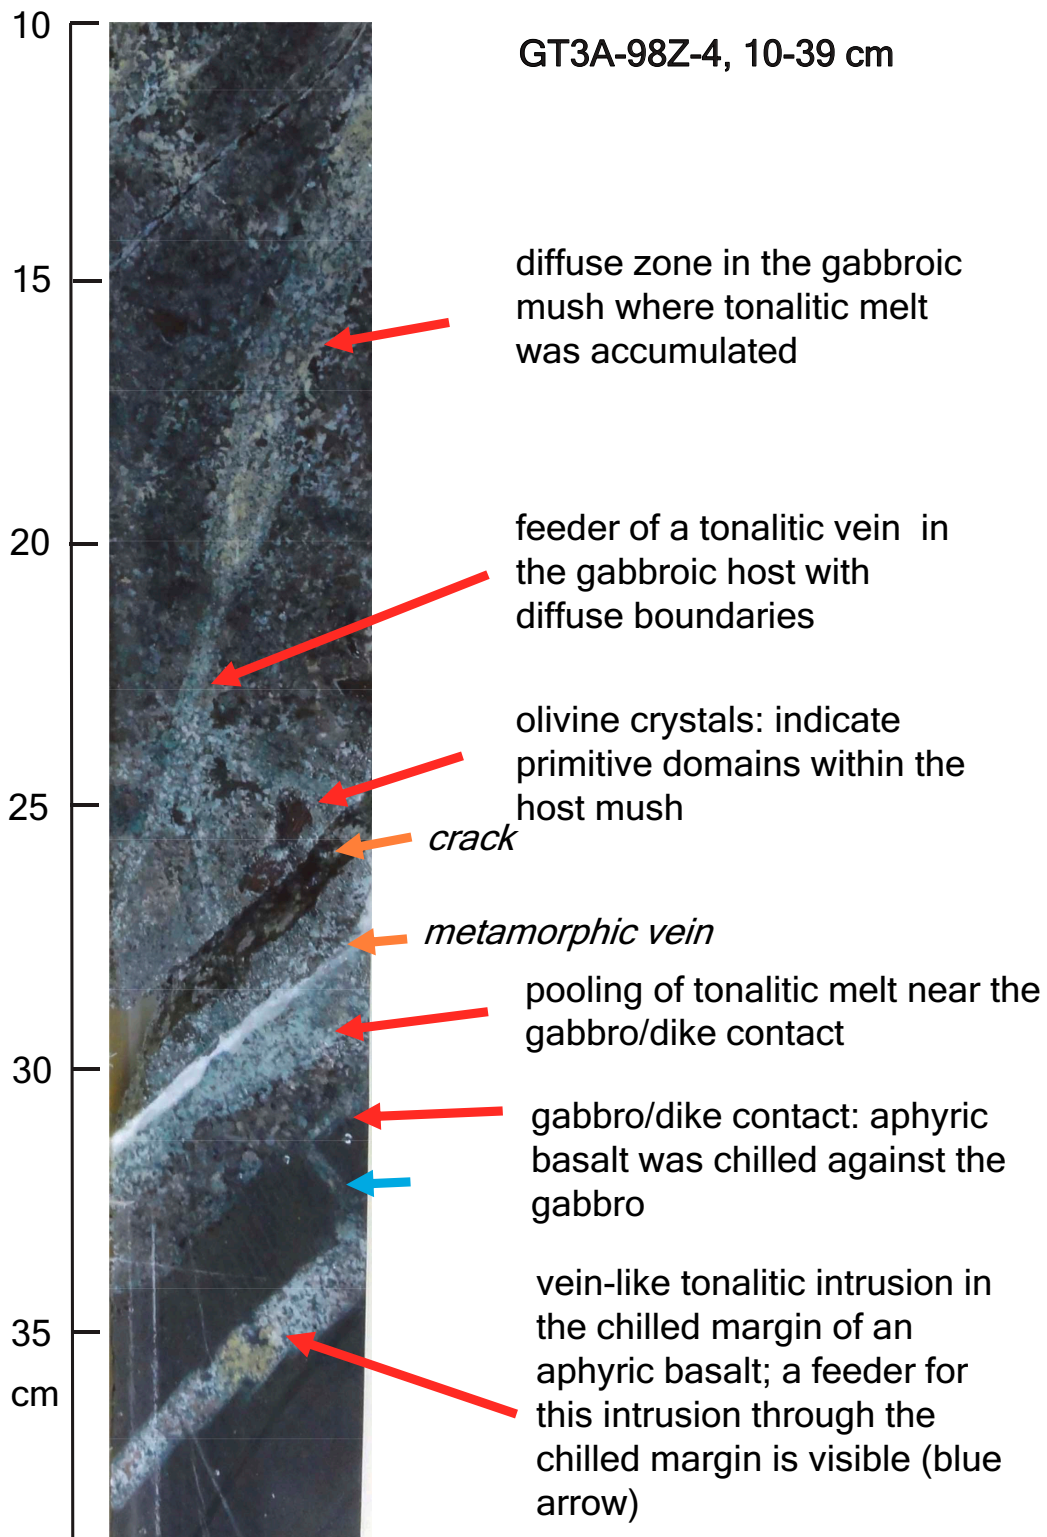 10
GT3A-98Z-4, 10-39 cm
15
diffuse zone in the gabbroic
mush where tonalitic melt
was accumulated
20
feeder of a tonalitic vein in
the gabbroic host with
diffuse boundaries
25
olivine crystals: indicate
primitive domains within the
host mush
crack
metamorphic vein
pooling of tonalitic melt near the
gabbro/dike contact
30
gabbro/dike contact: aphyric
basalt was chilled against the
gabbro
35
cm
vein-like tonalitic intrusion in
the chilled margin of an
aphyric basalt; a feeder for
this intrusion through the
chilled margin is visible (blue
arrow)